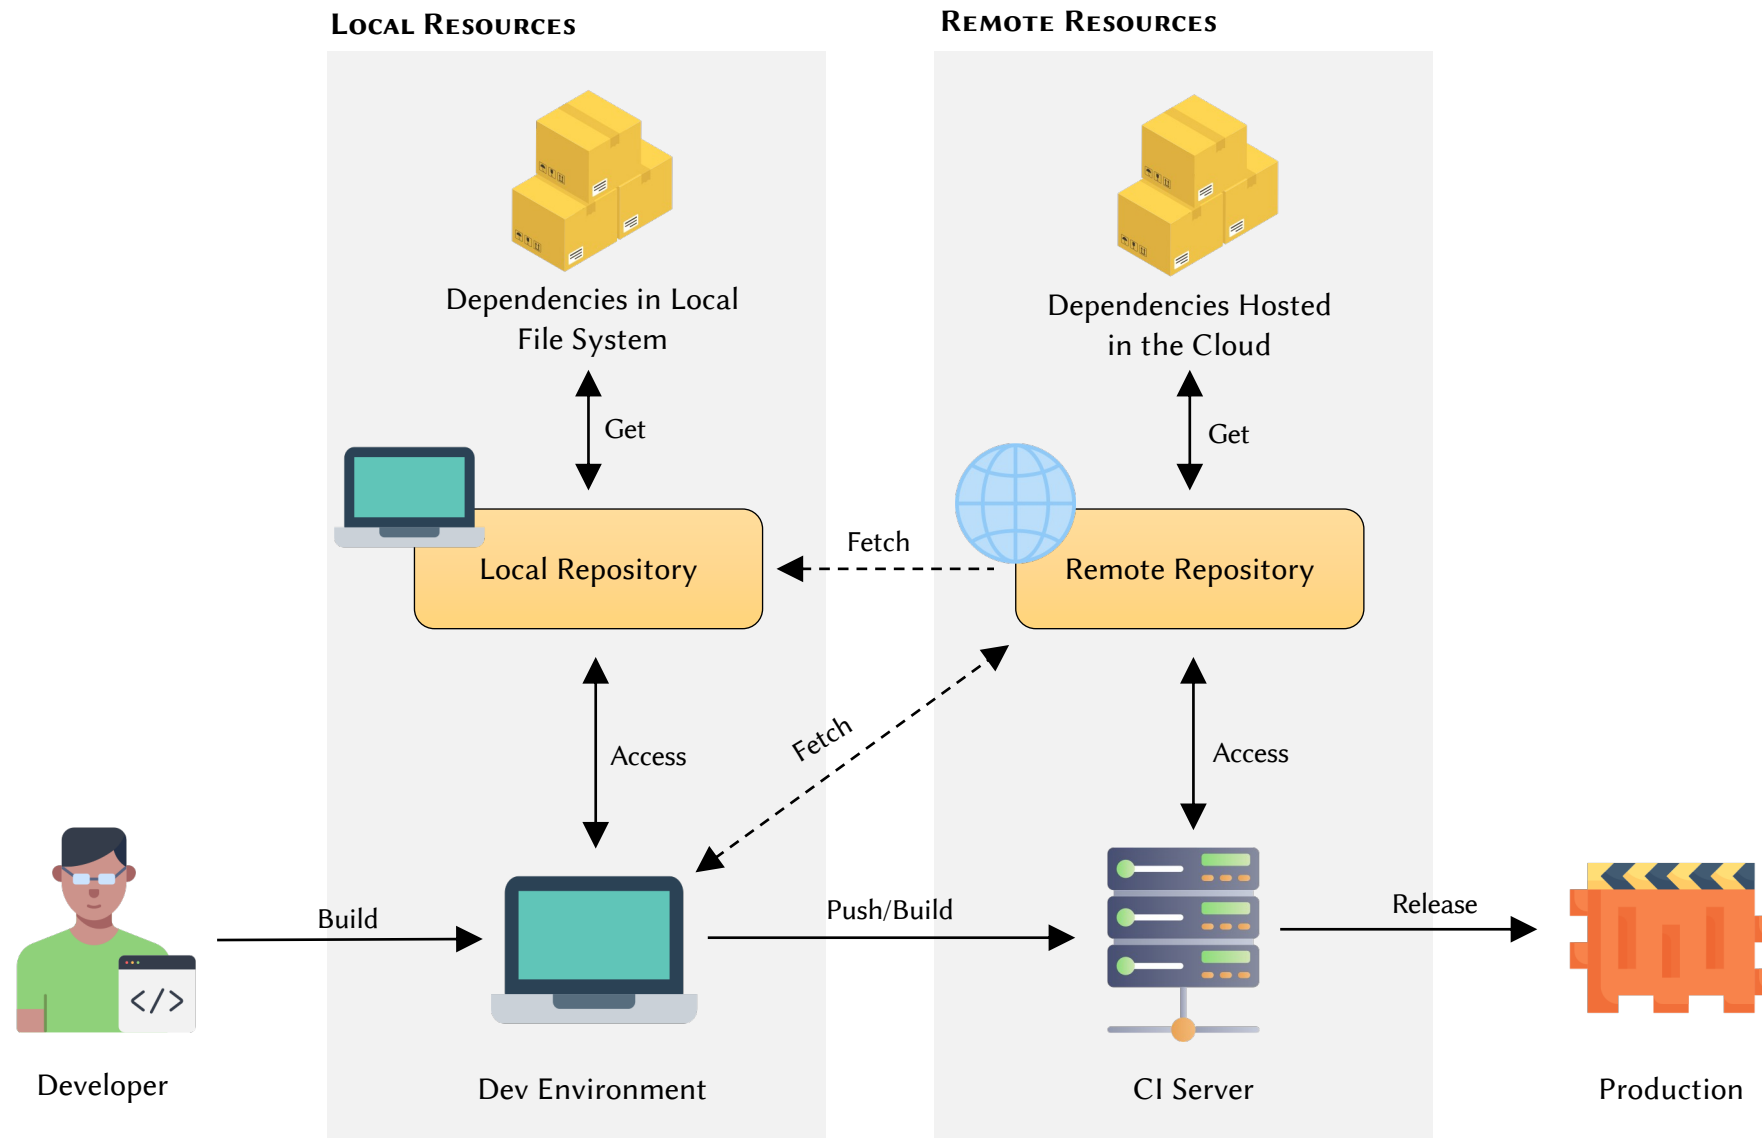 Local Resources
Remote Resources
Dependencies in Local
File System
Dependencies Hosted
in the Cloud
Get
Get
Local Repository
Fetch
Remote Repository
Access
Fetch
Access
Build
Push/Build
Release
</>
Developer
Dev Environment
CI Server
Production